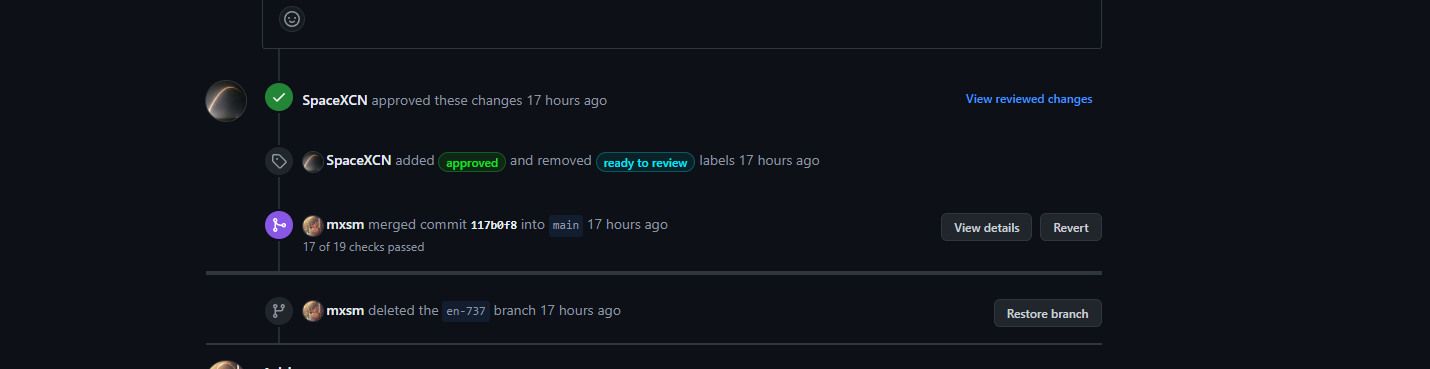 SpaceXCN approved these changes 17 hours ago
View reviewed changes
SpaceXCN added approved and removed ready to review labels 17 hours ago
mxsm merged commit 117b0f8 into main 17 hours ago
View details
Revert
17 of 19 checks passed
mxsm deleted the en-737 branch 17 hours ago
Restore branch